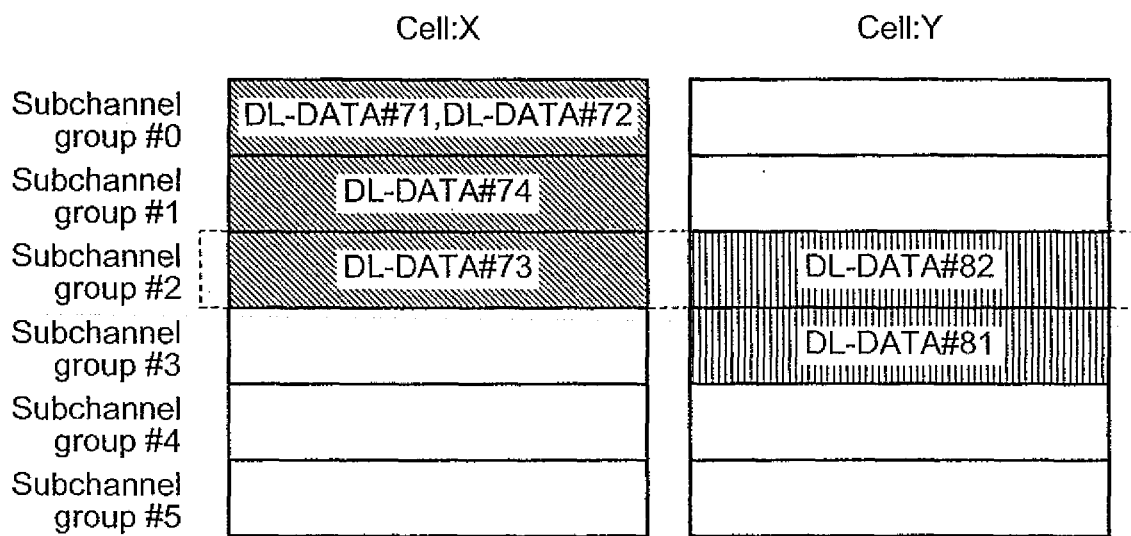 Cell:X
Cell:Y
Subchannel
group #0
DL-DATA#71,DL-DATA#72
Subchannel
group #1
DL-DATA#74
Subchannel
group #2
DL-DATA#73
DL-DATA#82
Subchannel
group #3
DL-DATA#81
Subchannel
group #4
Subchannel
group #5